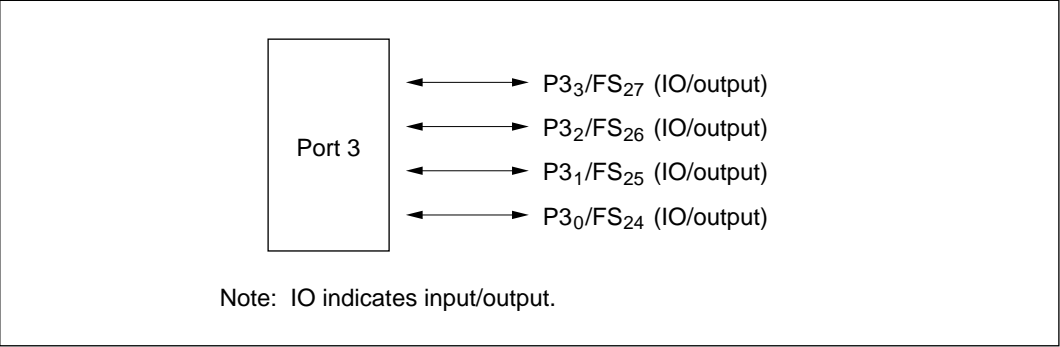 P3₃/FS₂₇ (IO/output)
P3₂/FS₂₆ (IO/output)
Port 3
P3₁/FS₂₅ (IO/output)
P3₀/FS₂₄ (IO/output)
Note: IO indicates input/output.